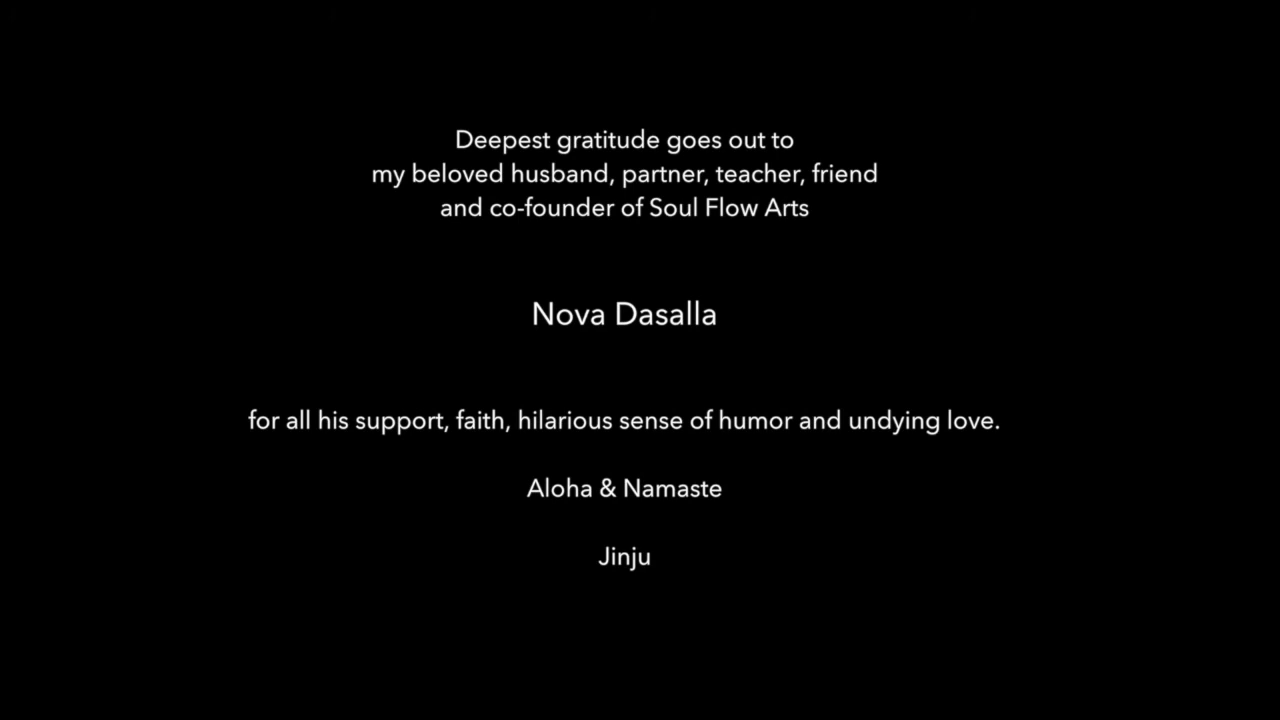 Deepest gratitude goes out to
my beloved husband, partner, teacher, friend
and co-founder of Soul Flow Arts
Nova Dasalla
for all his support, faith, hilarious sense of humor and undying love.
Aloha & Namaste
Jinju